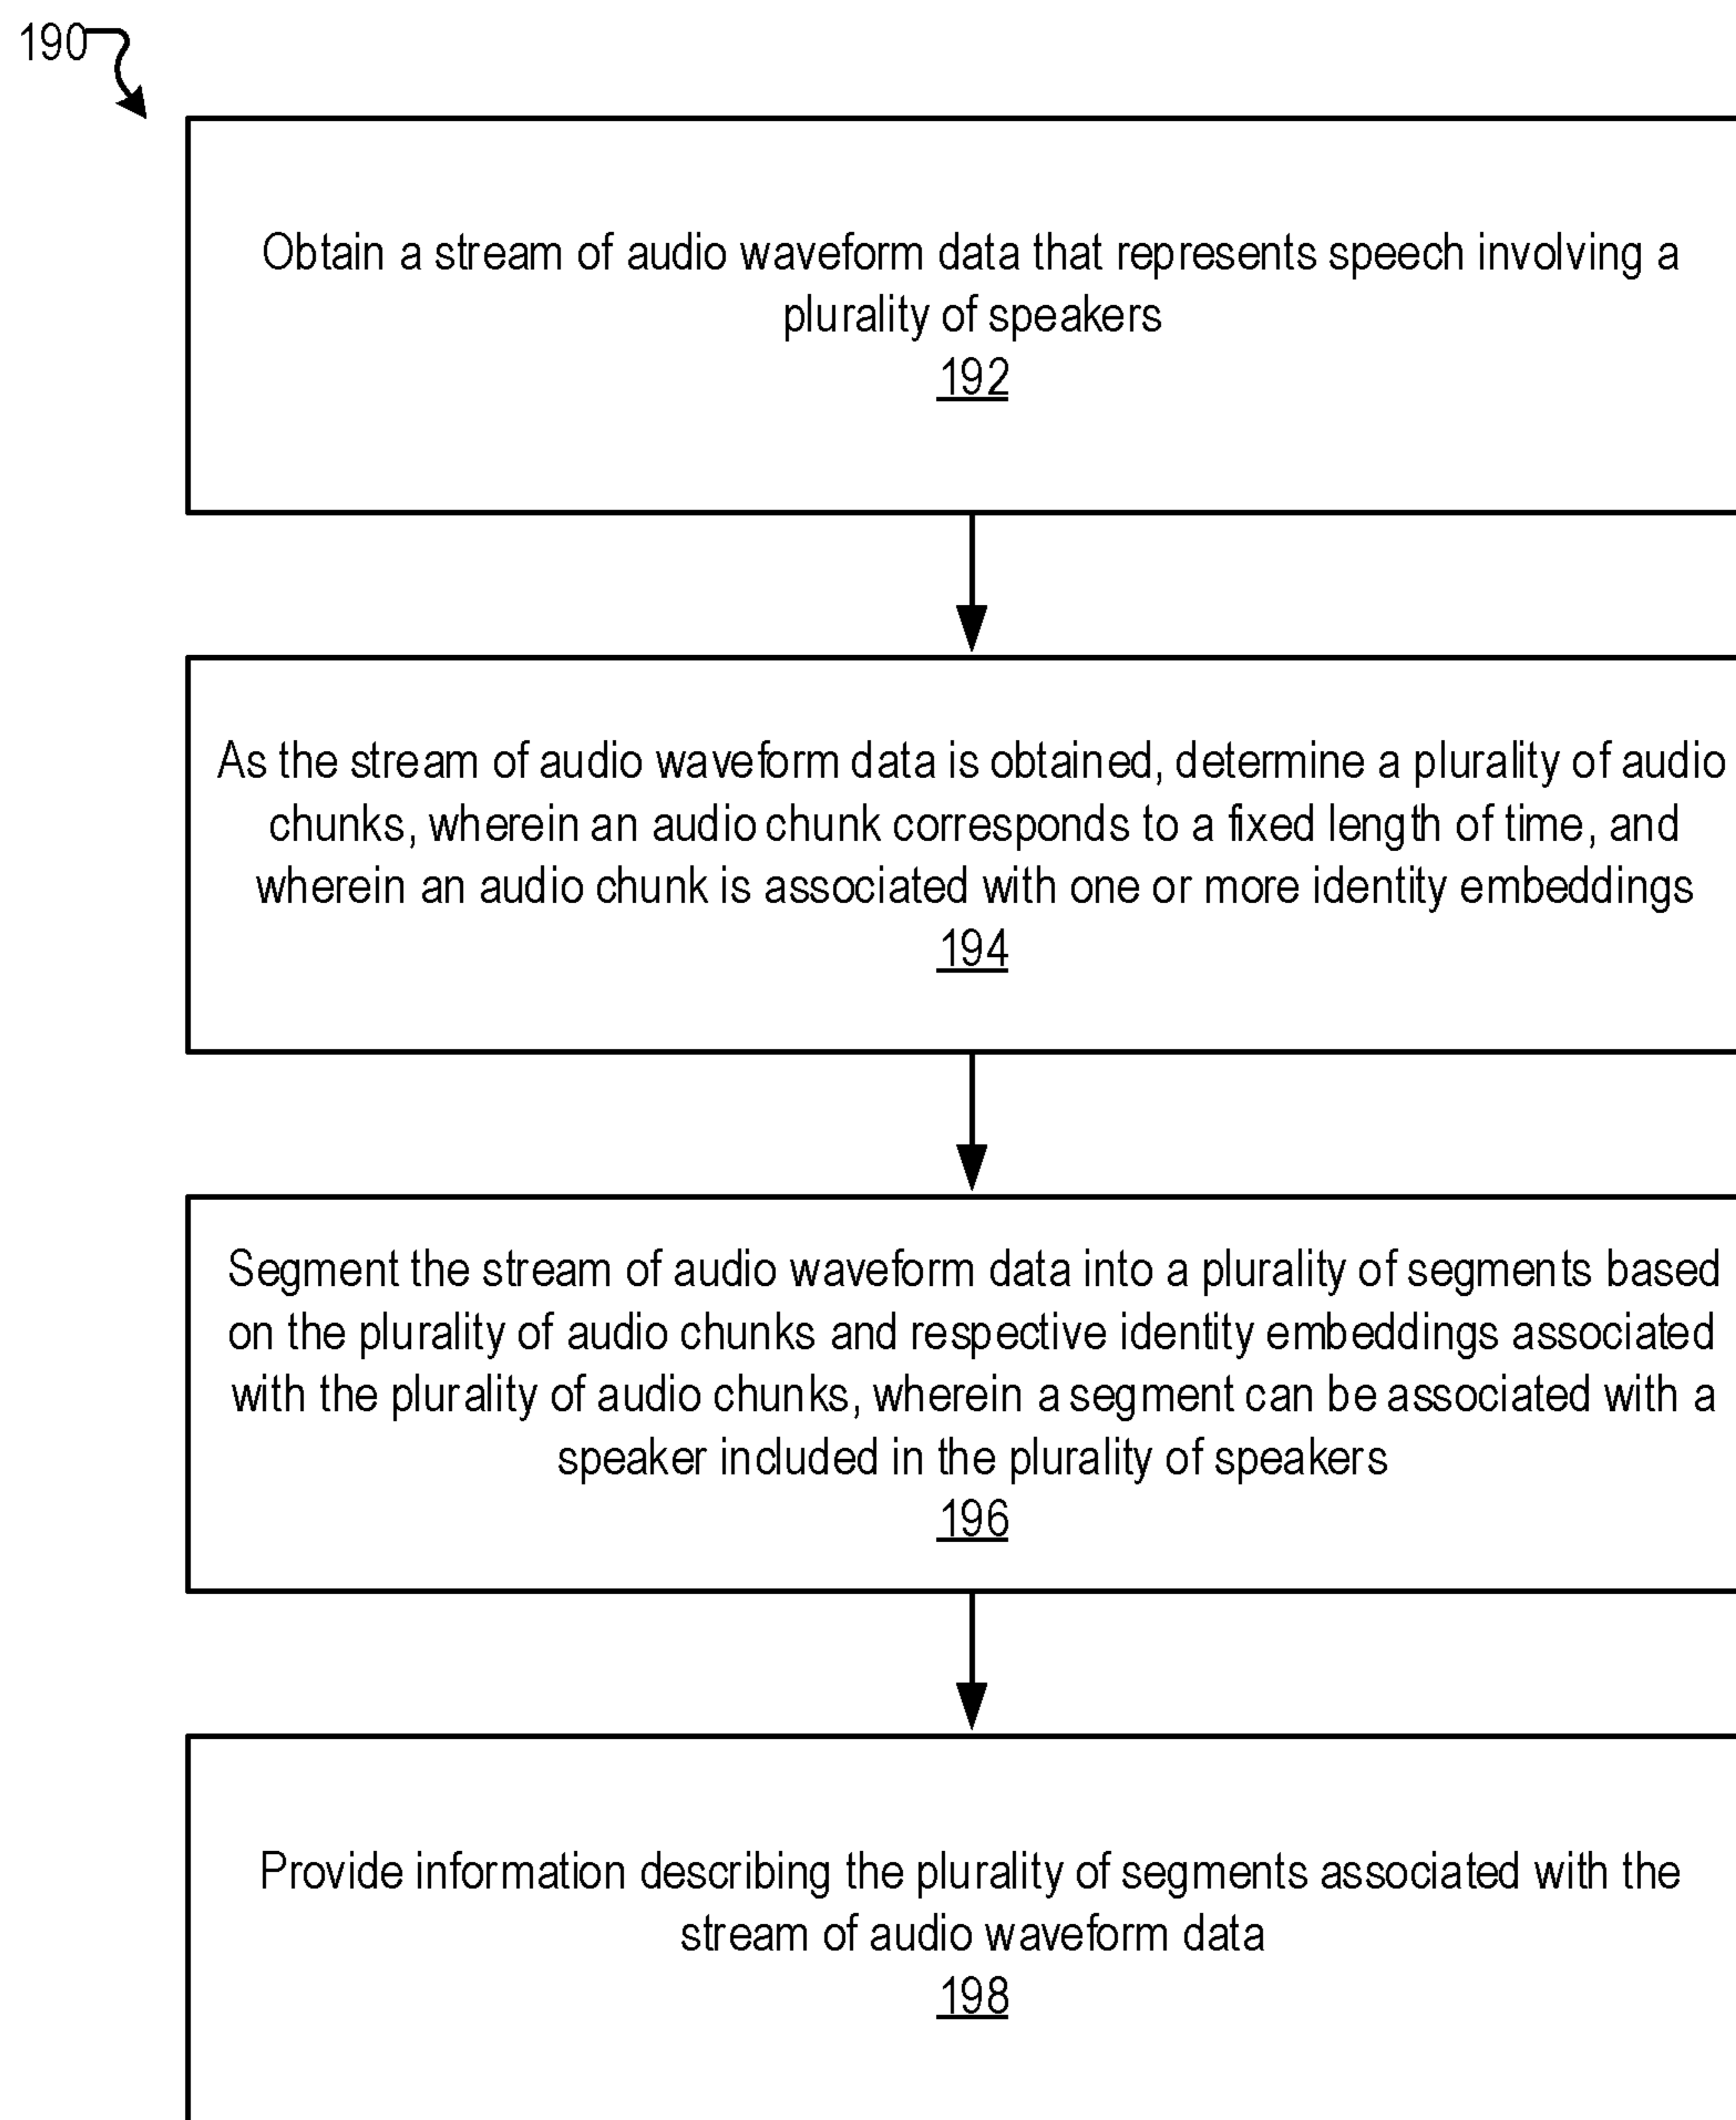 190
Obtain a stream of audio waveform data that represents speech involving a
plurality of speakers
192
As the stream of audio waveform data is obtained, determine a plurality of audio
chunks, wherein an audio chunk corresponds to a fixed length of time, and
wherein an audio chunk is associated with one or more identity embeddings
194
Segment the stream of audio waveform data into a plurality of segments based
on the plurality of audio chunks and respective identity embeddings associated
with the plurality of audio chunks, wherein a segment can be associated with a
speaker included in the plurality of speakers
196
Provide information describing the plurality of segments associated with the
stream of audio waveform data
198